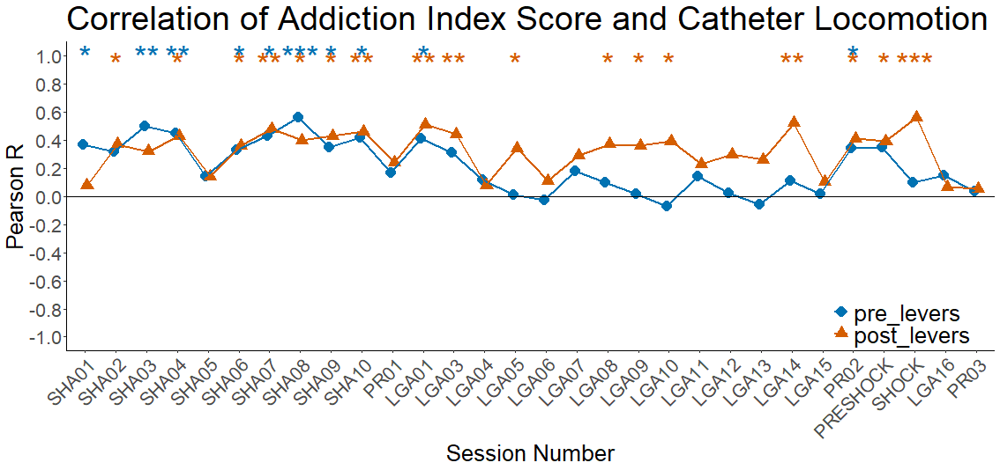 Correlation of Addiction Index Score and Catheter Locomotion
* ** ** * * *** * * * *
* * * ** * * ** ** ** * * * * ** * * ***
1.0
0.8
0.6
0.4
0.2
0.0
-0.2
-0.4
-0.6
-0.8
-1.0
Pearson R
pre_levers
post_levers
SHA01 SHA02 SHA03 SHA04 SHA05 SHA06 SHA07 SHA08 SHA09 SHA10 PR01 LGA01 LGA03 LGA04 LGA05 LGA06 LGA07 LGA08 LGA09 LGA10 LGA11 LGA12 LGA13 LGA14 LGA15 PR02 PRESHOCK SHOCK LGA16 PR03
Session Number